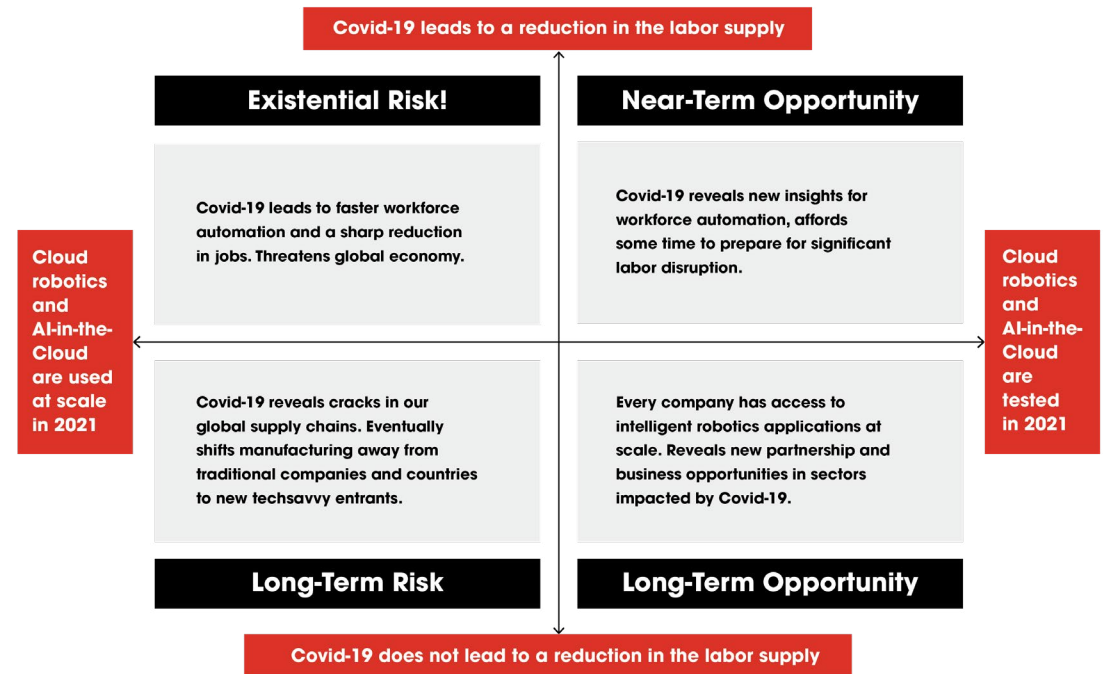 Covid-19 leads to a reduction in the labor supply
Existential Risk!
Near-Term Opportunity
Covid-19 leads to faster workforce
automation and a sharp reduction
in jobs. Threatens global economy.
Covid-19 reveals new insights for
workforce automation, affords
some time to prepare for significant
labor disruption.
Cloud
robotics
and
AI-in-the-
Cloud
are used
at scale
in 2021
Cloud
robotics
and
AI-in-the-
Cloud
are
tested
in 2021
Covid-19 reveals cracks in our
global supply chains. Eventually
shifts manufacturing away from
traditional companies and countries
to new techsavvy entrants.
Every company has access to
intelligent robotics applications at
scale. Reveals new partnership and
business opportunities in sectors
impacted by Covid-19.
Long-Term Risk
Long-Term Opportunity
Covid-19 does not lead to a reduction in the labor supply